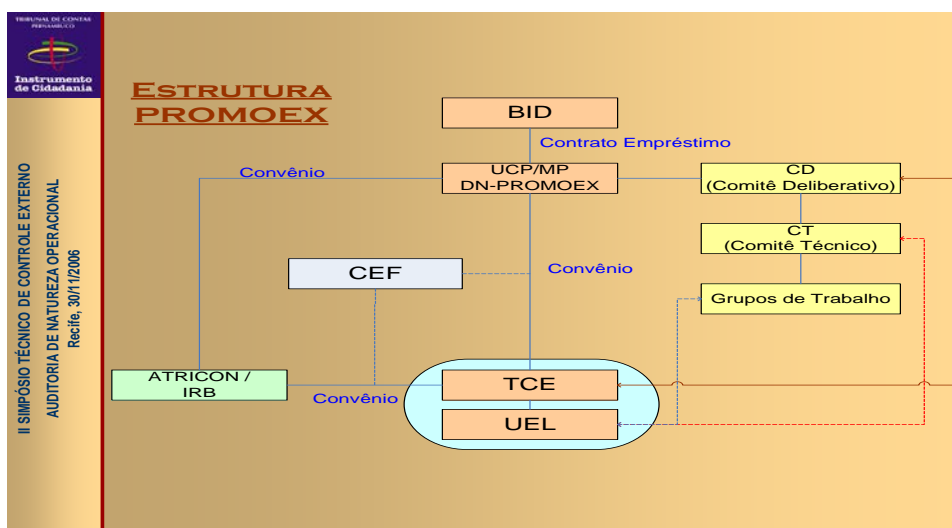 TRIBUNAL DE CONTAS
PERNAMBUCO
Instrumento
de Cidadania
II SIMPÓSIO TÉCNICO DE CONTROLE EXTERNO
AUDITORIA DE NATUREZA OPERACIONAL
Recife, 30/11/2006
ESTRUTURA
PROMOEX
BID
Contrato Empréstimo
Convênio
UCP/MP
DN-PROMOEX
CD
(Comitê Deliberativo)
CT
(Comitê Técnico)
CEF
Convênio
Grupos de Trabalho
ATRICON /
IRB
Convênio
TCE
UEL